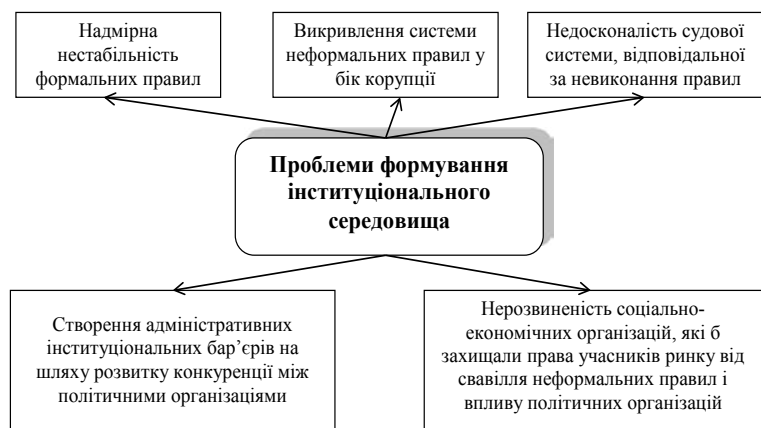 Надмірна
нестабільність
формальних правил
Викривлення системи
неформальних правил у
бік корупції
Недосконалість судової
системи, відповідальної
за невиконання правил
Проблеми формування
інституціонального
середовища
Створення адміністративних
інституціональних бар’єрів на
шляху розвитку конкуренції між
політичними організаціями
Нерозвиненість соціально-
економічних організацій, які б
захищали права учасників ринку від
свавілля неформальних правил і
впливу політичних організацій